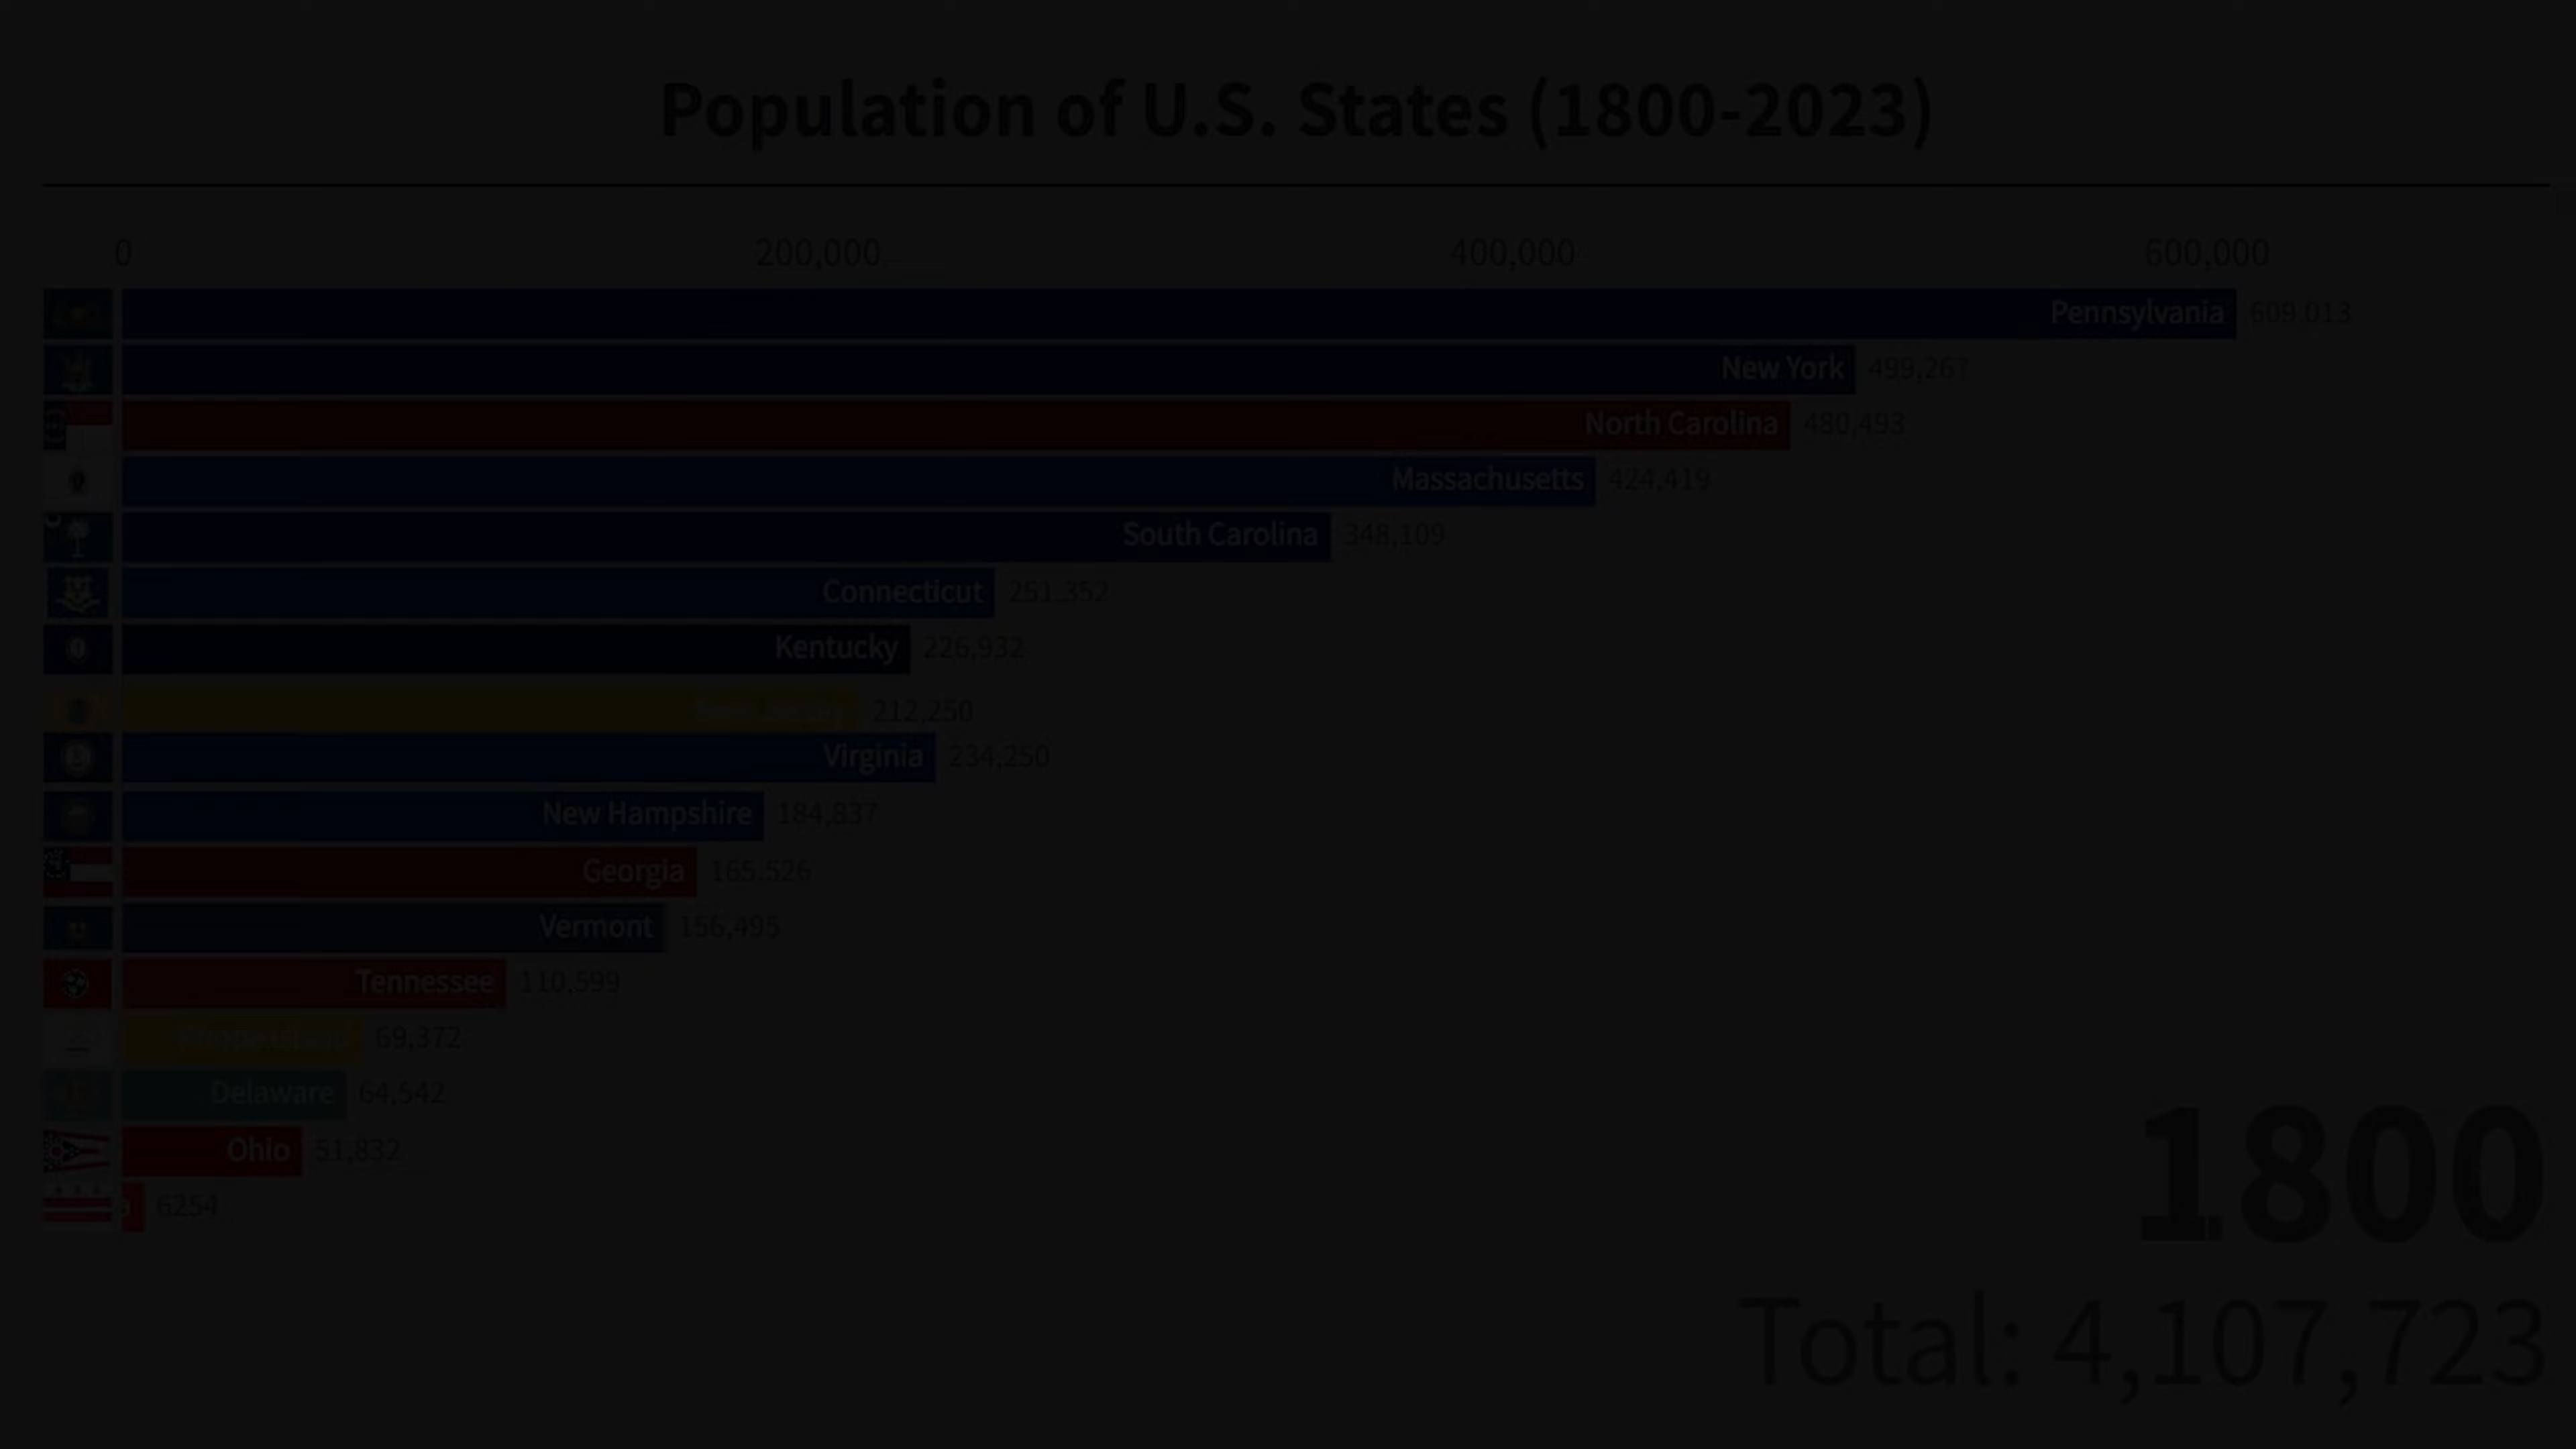 Population of U.S. States (1800-2023)
0 200,000 400,000 600,000
Pennsylvania 609,013
New York 499,267
North Carolina 480,493
Massachusetts 424,419
South Carolina 348,109
Connecticut 251,352
Kentucky 226,932
212,250
Virginia 234,250
New Hampshire 184,837
Georgia 165,526
Vermont 156,495
Tennessee 110,599
69,372
Delaware 64,542
Ohio 51,832
6254
1800
Total: 4,107,723